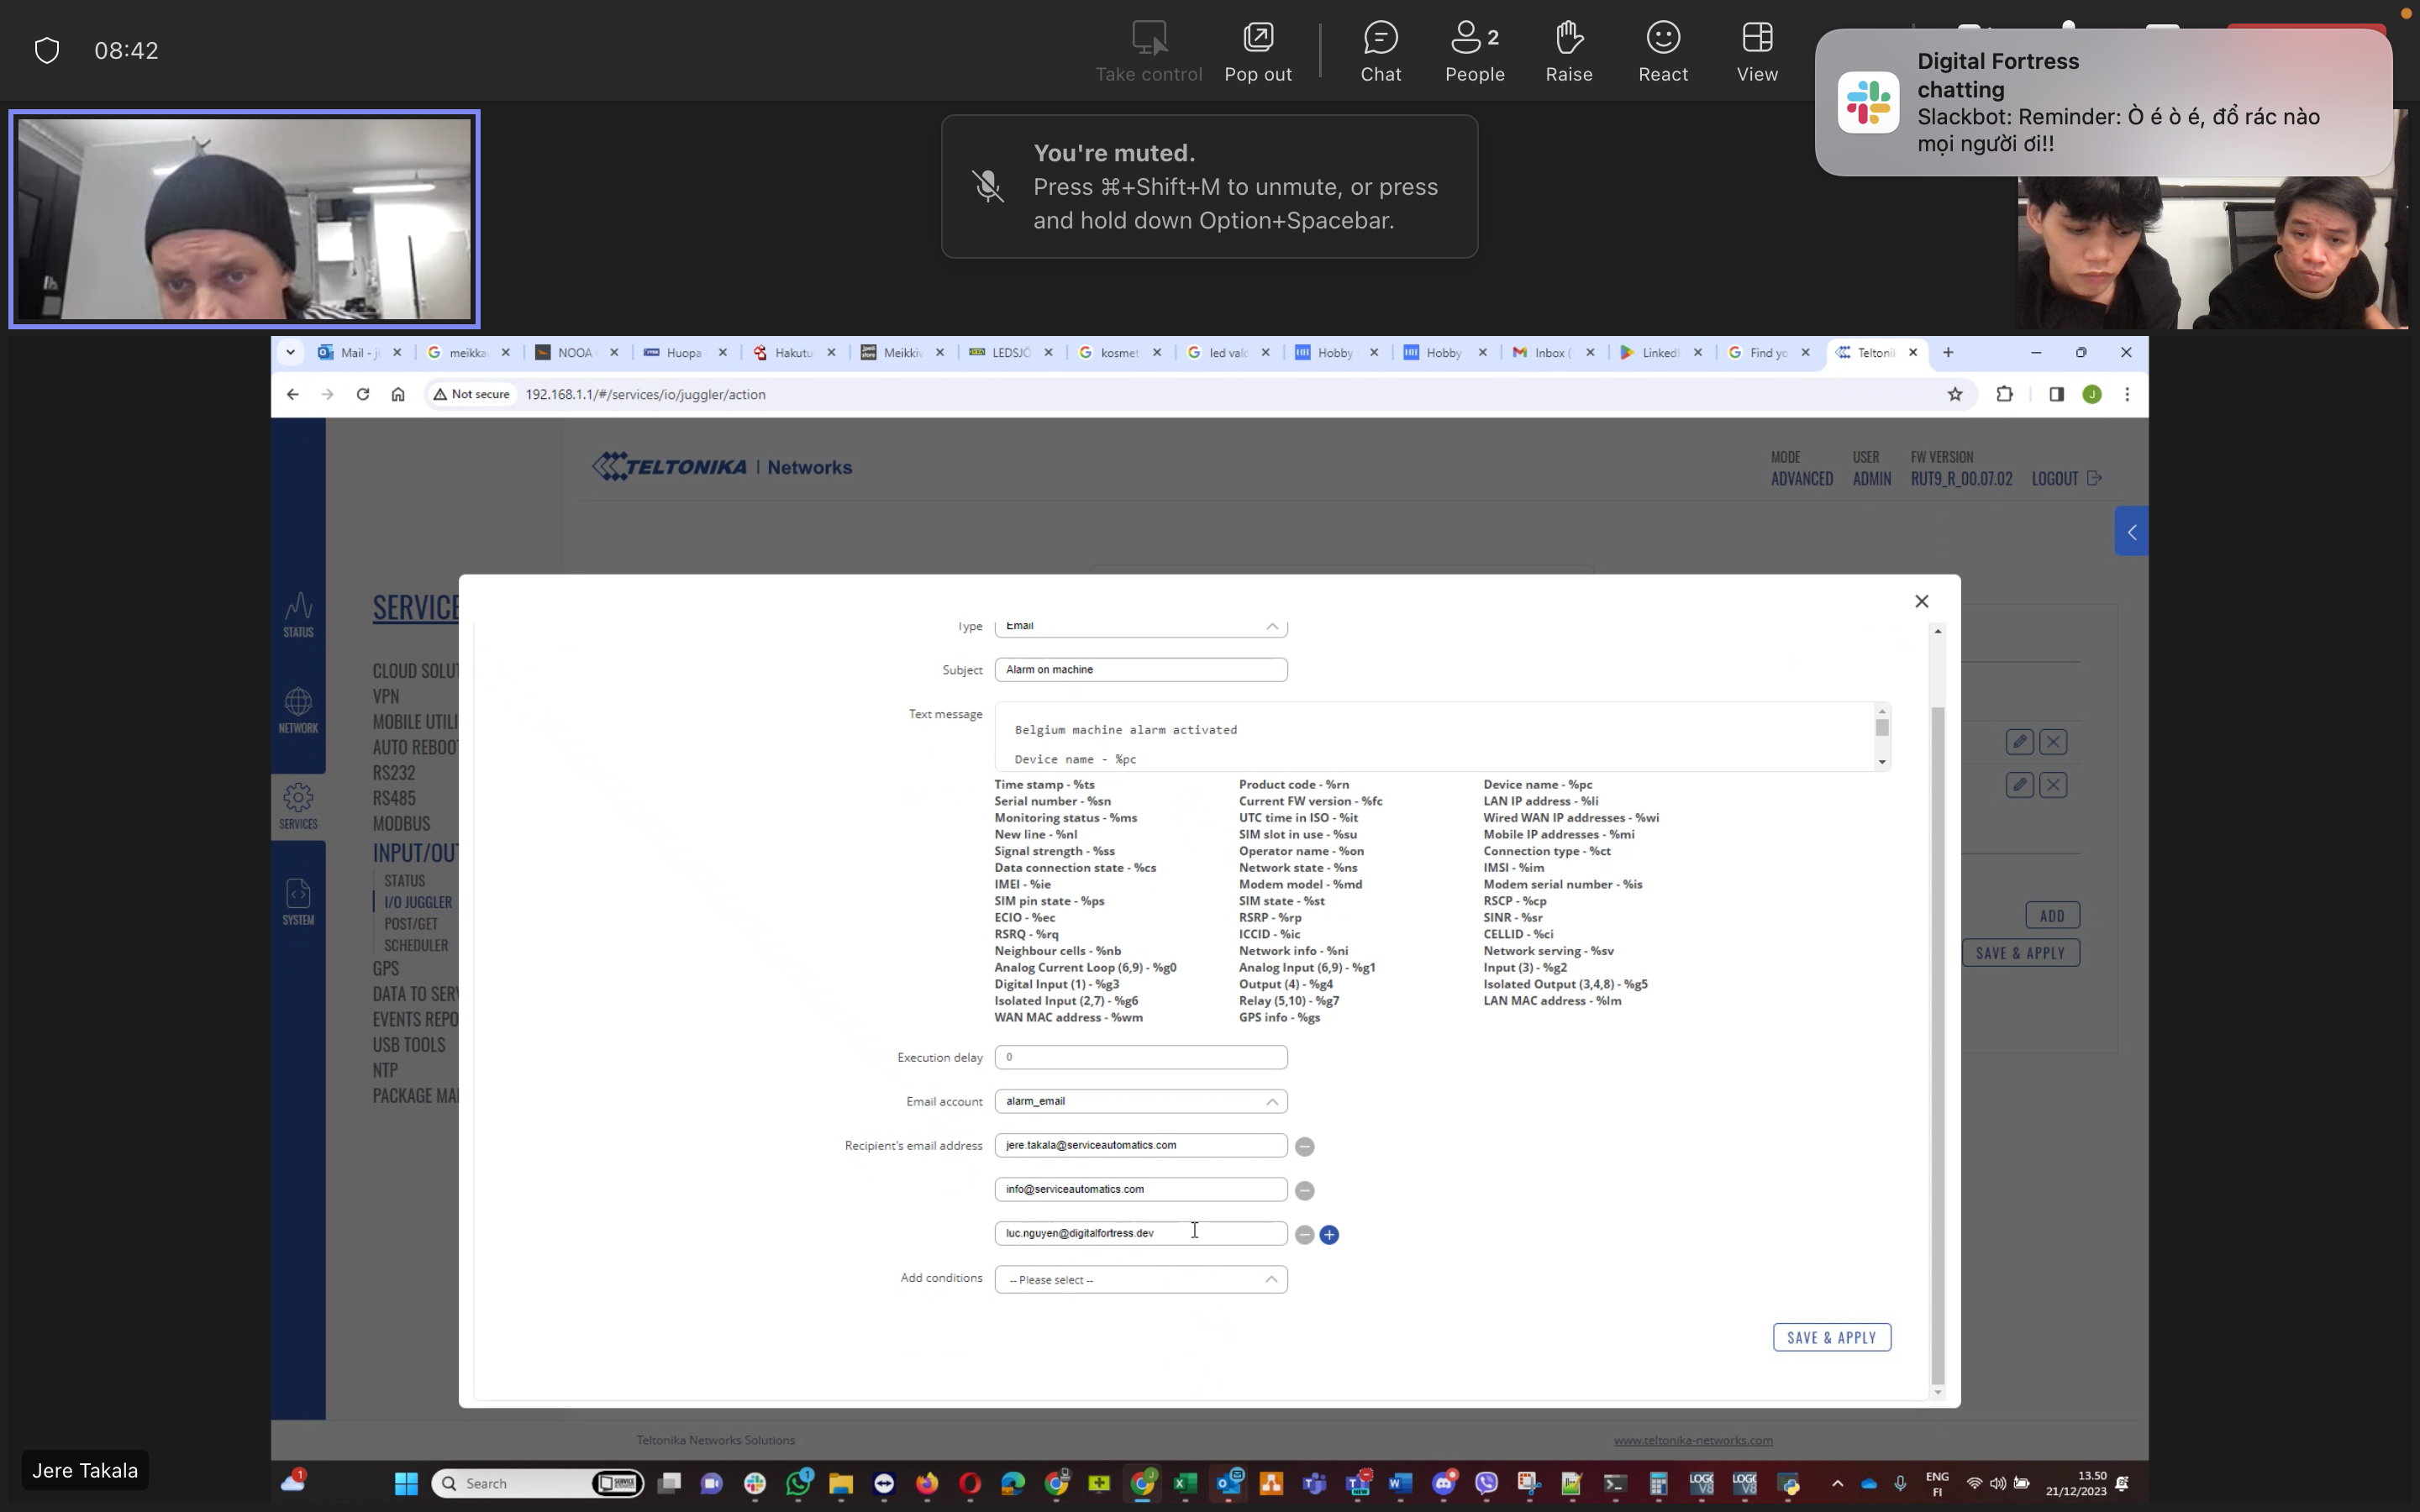 08:42
Take control
Pop out
Chat
People 2
Raise
React
View
Digital Fortress
chatting
Slackbot: Reminder: Ò é ò é, đổ rác nào
mọi người ơi!!
You're muted.
Press ⌘+Shift+M to unmute, or press
and hold down Option+Spacebar.
Mail - j
meikka
NOOA
Huopa
Hakutu
Meikki
LEDSJÖ
kosmet
led valo
Hobby
Hobby
Inbox (
LinkedI
Find yo
Teltonik
Not secure
192.168.1.1/#/services/io/juggler/action
J
TELTONIKA | Networks
MODE
ADVANCED
USER
ADMIN
FW VERSION
RUT9_R_00.07.02
LOGOUT
STATUS
NETWORK
SERVICES
SYSTEM
SERVICE
CLOUD SOLUT
VPN
MOBILE UTILI
AUTO REBOO
RS232
RS485
MODBUS
INPUT/OUT
STATUS
I/O JUGGLER
POST/GET
SCHEDULER
GPS
DATA TO SER
EVENTS REPO
USB TOOLS
NTP
PACKAGE MA
Type Email
Subject Alarm on machine
Text message
Belgium machine alarm activated
Device name - %pc
Time stamp - %ts Product code - %rn Device name - %pc
Serial number - %sn Current FW version - %fc LAN IP address - %li
Monitoring status - %ms UTC time in ISO - %it Wired WAN IP addresses - %wi
New line - %nl SIM slot in use - %su Mobile IP addresses - %mi
Signal strength - %ss Operator name - %on Connection type - %ct
Data connection state - %cs Network state - %ns IMSI - %im
IMEI - %ie Modem model - %md Modem serial number - %is
SIM pin state - %ps SIM state - %st RSCP - %cp
ECIO - %ec RSRP - %rp SINR - %sr
RSRQ - %rq ICCID - %ic CELLID - %ci
Neighbour cells - %nb Network info - %ni Network serving - %sv
Analog Current Loop (6,9) - %g0 Analog Input (6,9) - %g1 Input (3) - %g2
Digital Input (1) - %g3 Output (4) - %g4 Isolated Output (3,4,8) - %g5
Isolated Input (2,7) - %g6 Relay (5,10) - %g7 LAN MAC address - %lm
WAN MAC address - %wm GPS info - %gs
Execution delay 0
Email account alarm_email
Recipient's email address jere.takala@serviceautomatics.com
info@serviceautomatics.com
luc.nguyen@digitalfortress.dev
Add conditions -- Please select --
SAVE & APPLY
ADD
SAVE & APPLY
Teltonika Networks Solutions
www.teltonika-networks.com
Jere Takala
1
Search
ENG
FI
13.50
21/12/2023